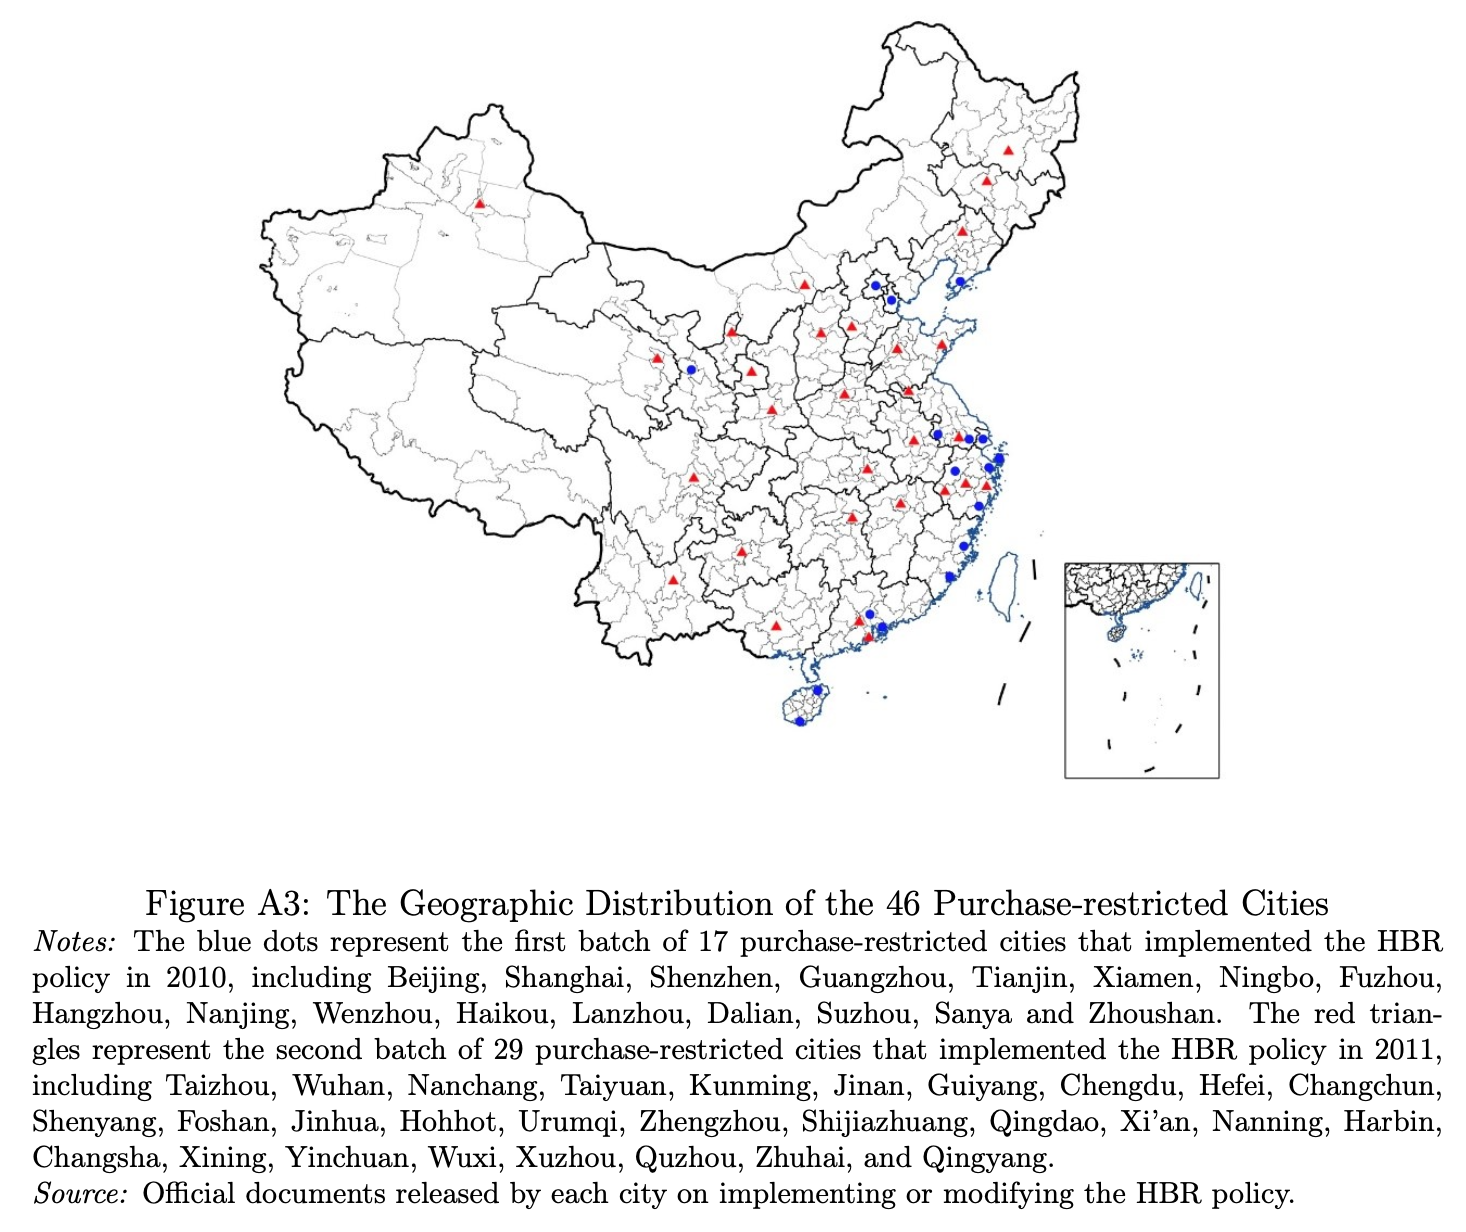 Figure A3: The Geographic Distribution of the 46 Purchase-restricted Cities
Notes: The blue dots represent the first batch of 17 purchase-restricted cities that implemented the HBR
policy in 2010, including Beijing, Shanghai, Shenzhen, Guangzhou, Tianjin, Xiamen, Ningbo, Fuzhou,
Hangzhou, Nanjing, Wenzhou, Haikou, Lanzhou, Dalian, Suzhou, Sanya and Zhoushan. The red trian-
gles represent the second batch of 29 purchase-restricted cities that implemented the HBR policy in 2011,
including Taizhou, Wuhan, Nanchang, Taiyuan, Kunming, Jinan, Guiyang, Chengdu, Hefei, Changchun,
Shenyang, Foshan, Jinhua, Hohhot, Urumqi, Zhengzhou, Shijiazhuang, Qingdao, Xi'an, Nanning, Harbin,
Changsha, Xining, Yinchuan, Wuxi, Xuzhou, Quzhou, Zhuhai, and Qingyang.
Source: Official documents released by each city on implementing or modifying the HBR policy.